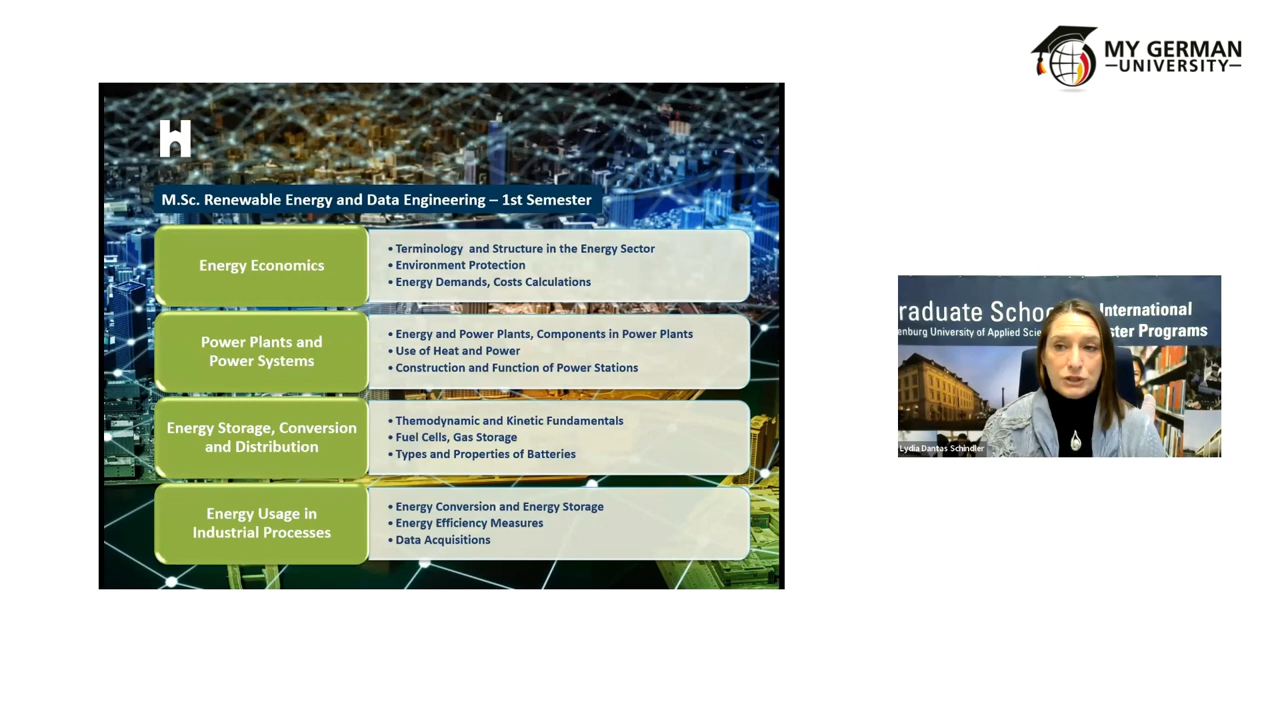 MY GERMAN
UNIVERSITY
H
M.Sc. Renewable Energy and Data Engineering – 1st Semester
Energy Economics
• Terminology and Structure in the Energy Sector
• Environment Protection
• Energy Demands, Costs Calculations
Power Plants and
Power Systems
• Energy and Power Plants, Components in Power Plants
• Use of Heat and Power
• Construction and Function of Power Stations
Energy Storage, Conversion
and Distribution
• Themodynamic and Kinetic Fundamentals
• Fuel Cells, Gas Storage
• Types and Properties of Batteries
Energy Usage in
Industrial Processes
• Energy Conversion and Energy Storage
• Energy Efficiency Measures
• Data Acquisitions
raduate Schoo International
enburg University of Applied Scie ster Programs
Lydia Dantas Schindler